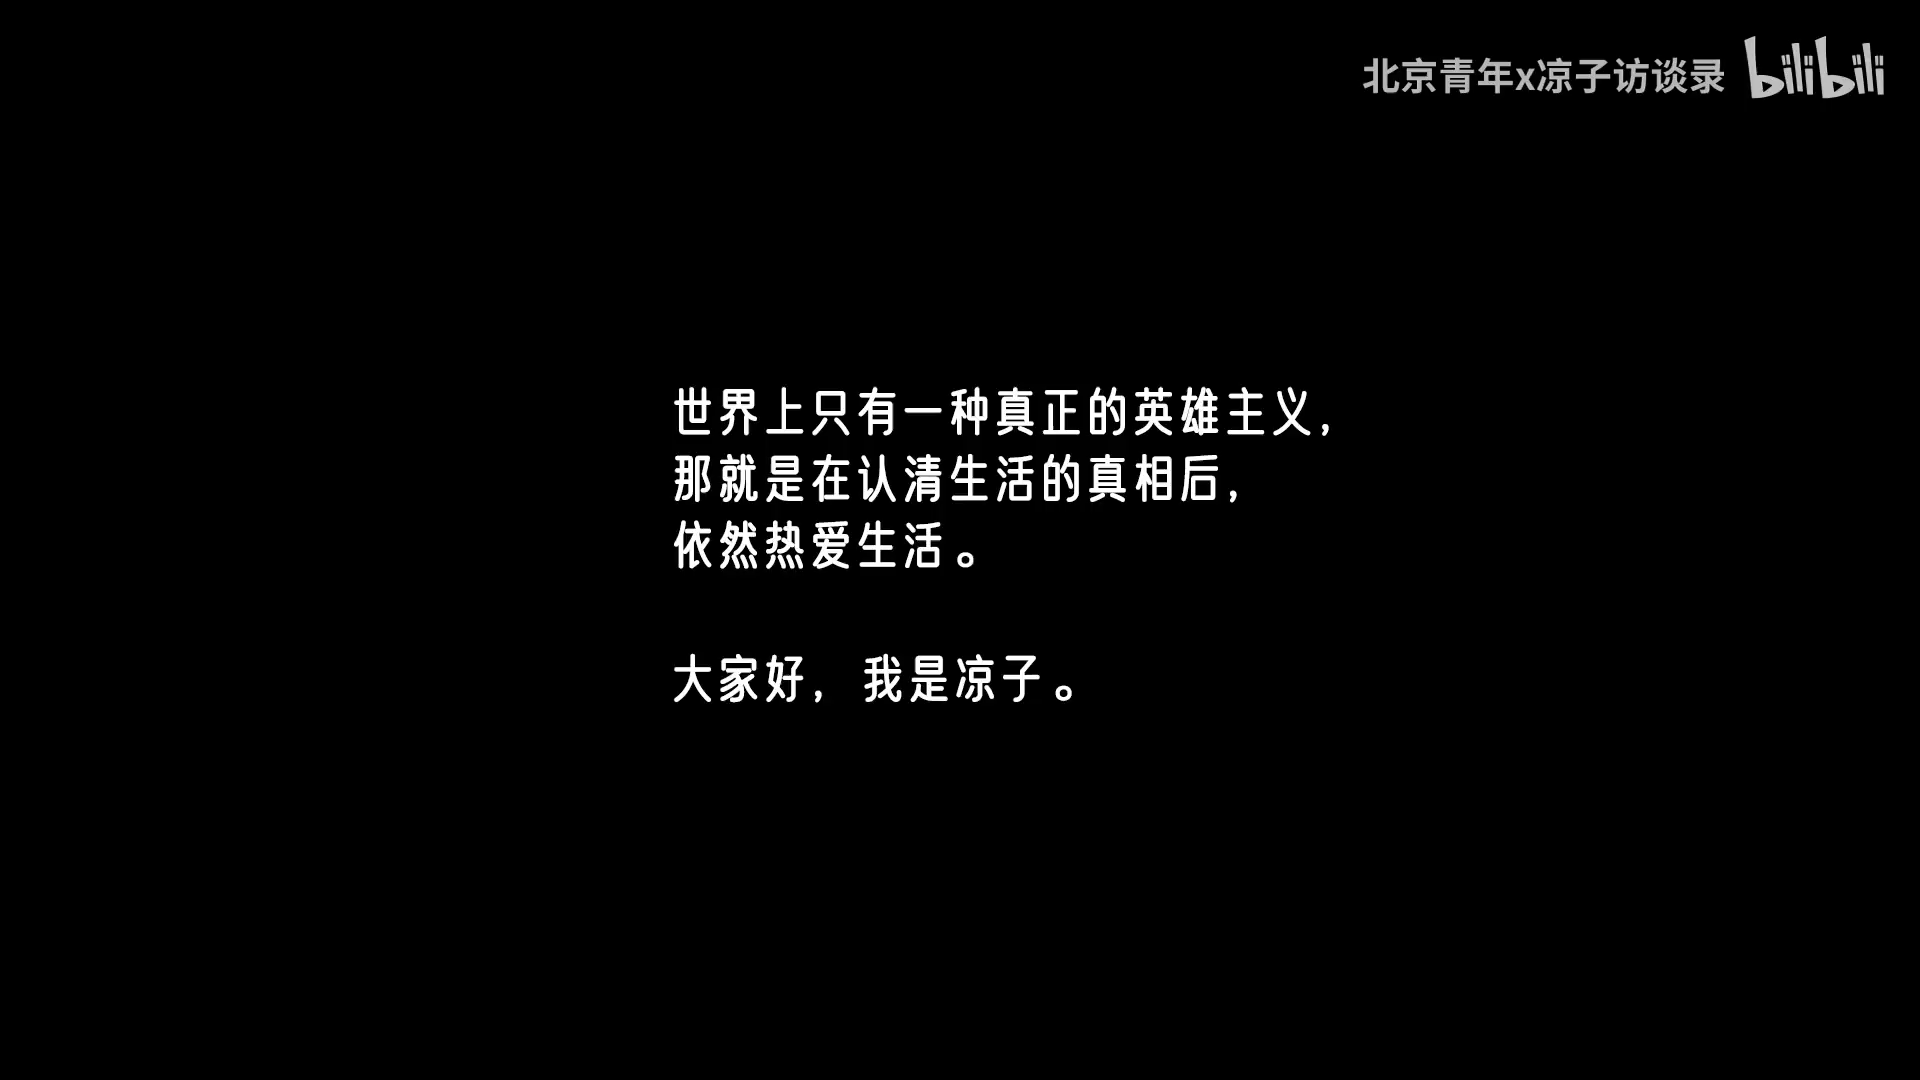 北京青年x凉子访谈录 bilibili
世界上只有一种真正的英雄主义,
那就是在认清生活的真相后,
依然热爱生活。
大家好, 我是凉子。